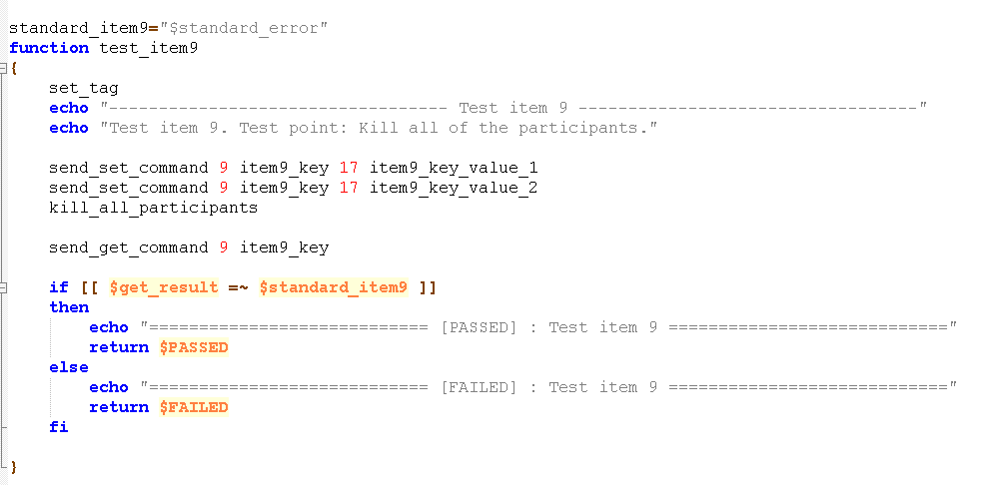 standard_item9="$standard_error"
function test_item9
{
    set_tag
    echo "---------------------------------- Test item 9 ----------------------------------"
    echo "Test item 9. Test point: Kill all of the participants."
    send_set_command 9 item9_key 17 item9_key_value_1
    send_set_command 9 item9_key 17 item9_key_value_2
    kill_all_participants
    send_get_command 9 item9_key
    if [[ $get_result =~ $standard_item9 ]]
    then
        echo "============================ [PASSED] : Test item 9 ============================"
        return $PASSED
    else
        echo "============================ [FAILED] : Test item 9 ============================"
        return $FAILED
    fi
}